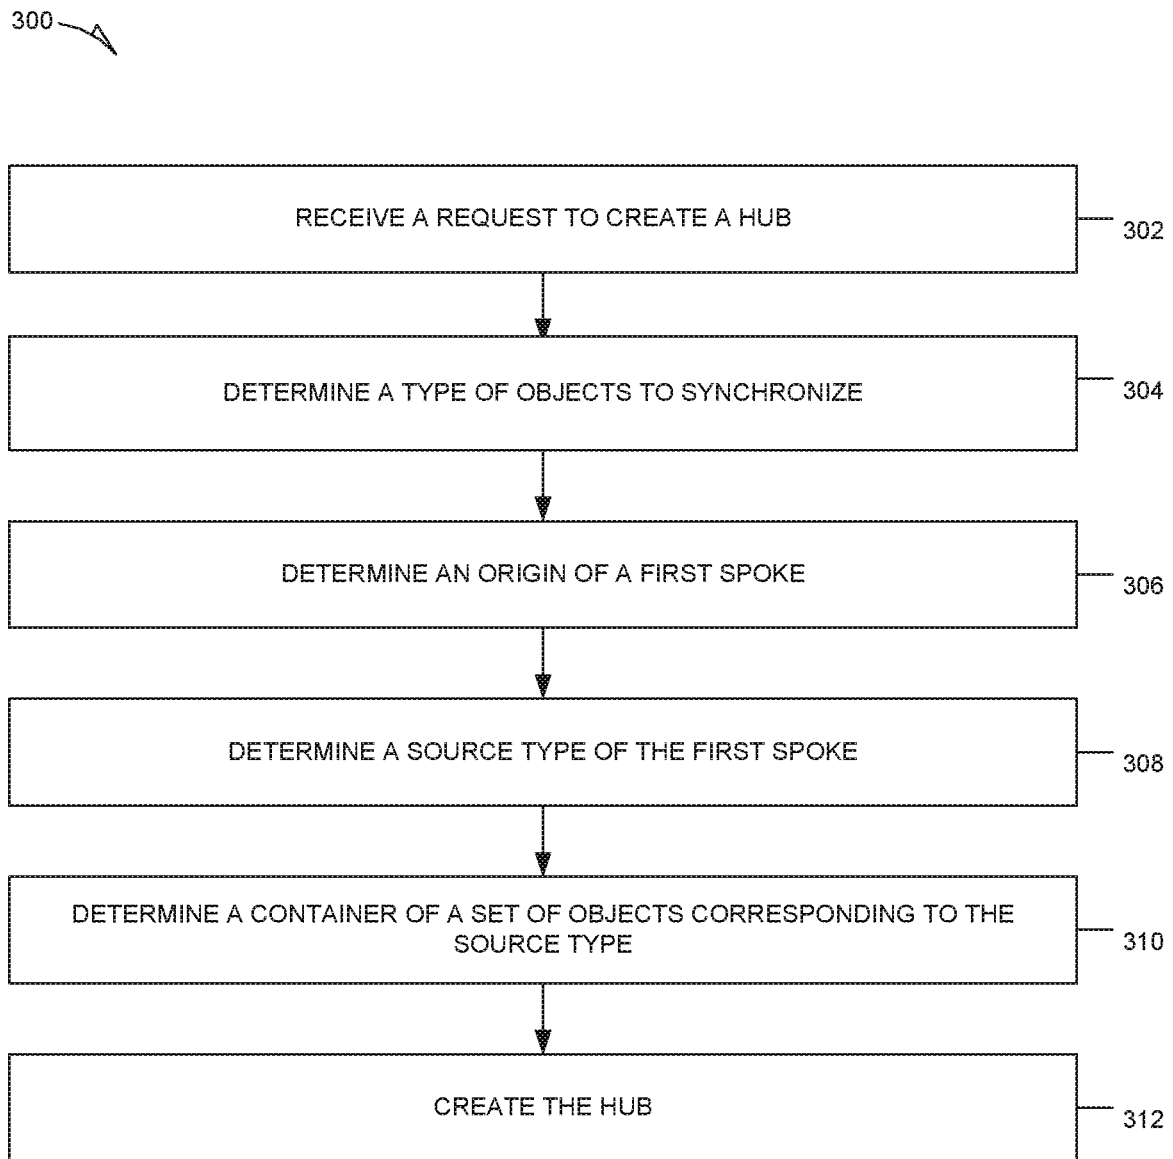 300
RECEIVE A REQUEST TO CREATE A HUB
302
DETERMINE A TYPE OF OBJECTS TO SYNCHRONIZE
304
DETERMINE AN ORIGIN OF A FIRST SPOKE
306
DETERMINE A SOURCE TYPE OF THE FIRST SPOKE
308
DETERMINE A CONTAINER OF A SET OF OBJECTS CORRESPONDING TO THE
SOURCE TYPE
310
CREATE THE HUB
312